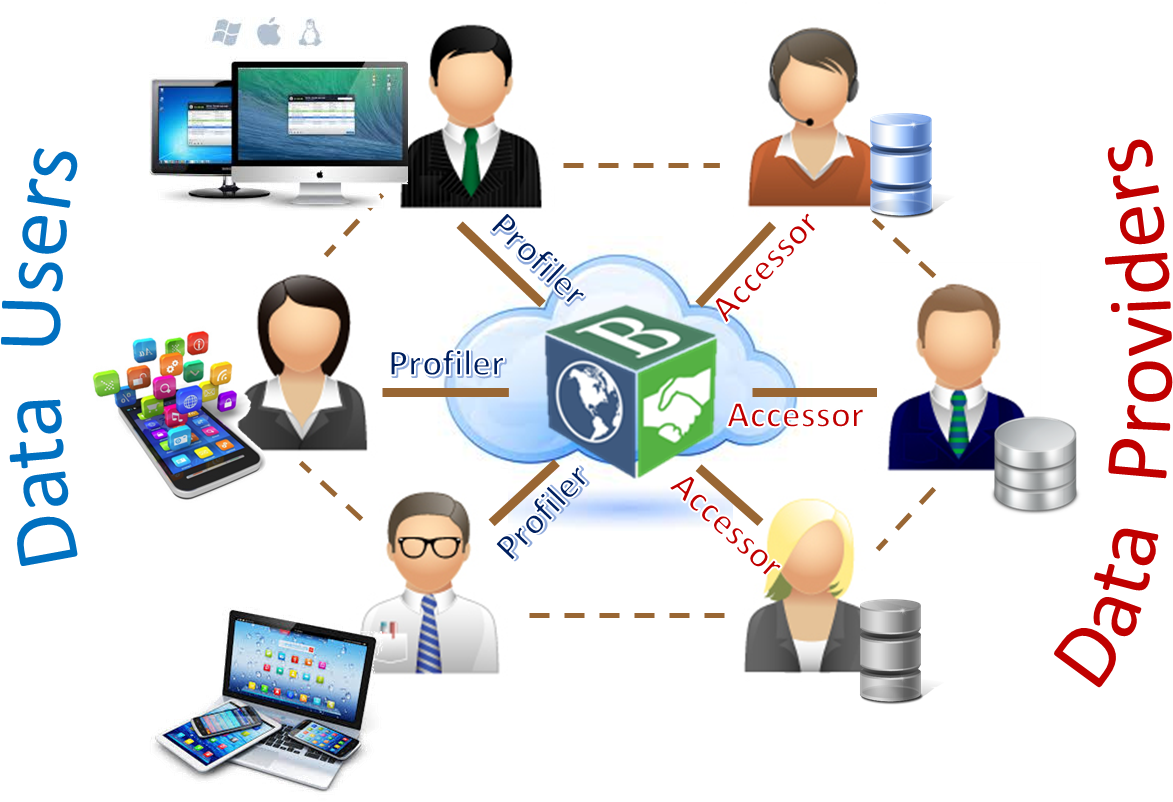 Data Users
Data Providers
Profiler
Accessor
Profiler
Accessor
Profiler
Accessor
B